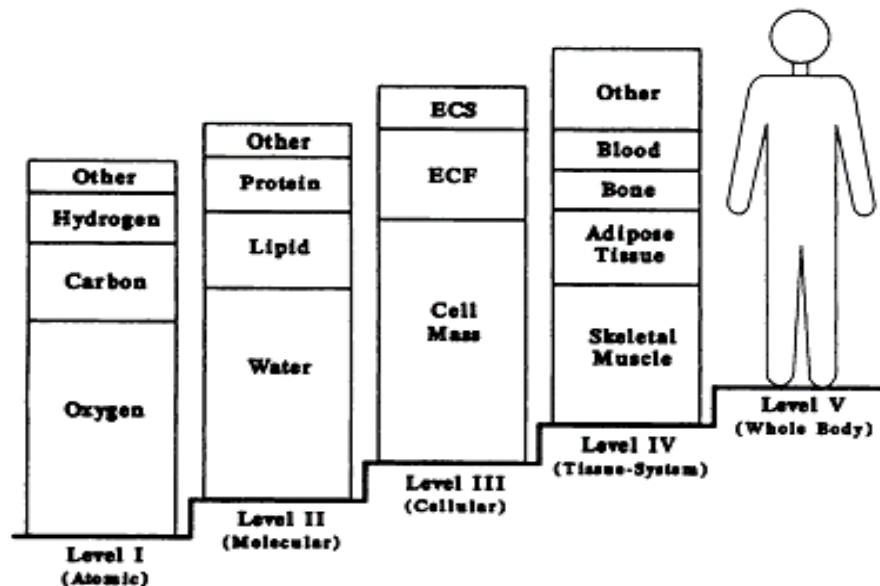 Other
Hydrogen
Carbon
Oxygen
Level I
(Atomic)
Other
Protein
Lipid
Water
Level II
(Molecular)
ECS
ECF
Cell
Mass
Level III
(Cellular)
Other
Blood
Bone
Adipose
Tissue
Skeletal
Muscle
Level IV
(Tissue-System)
Level V
(Whole Body)